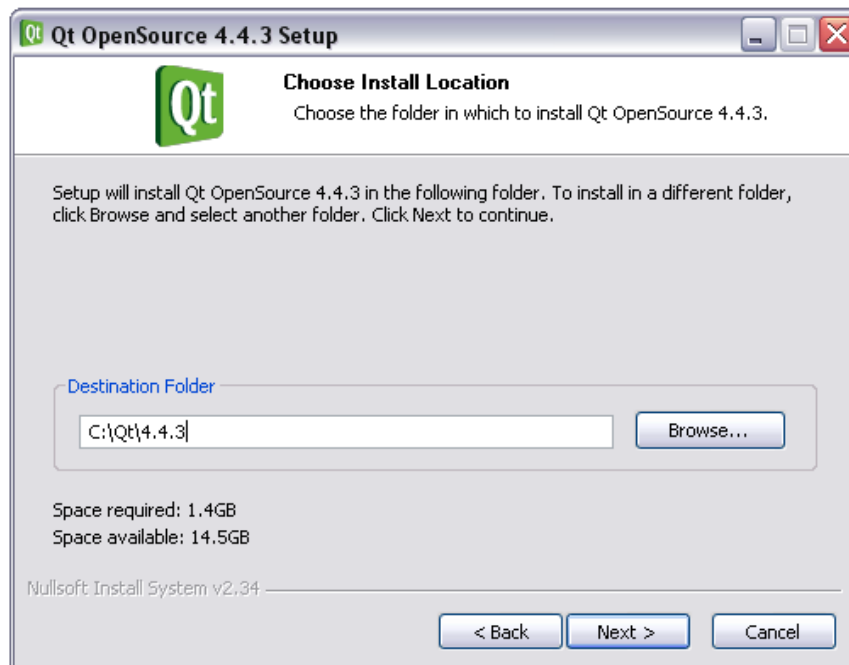 Qt OpenSource 4.4.3 Setup
Qt
Choose Install Location
Choose the folder in which to install Qt OpenSource 4.4.3.
Setup will install Qt OpenSource 4.4.3 in the following folder. To install in a different folder,
click Browse and select another folder. Click Next to continue.
Destination Folder
C:\Qt\4.4.3
Browse...
Space required: 1.4GB
Space available: 14.5GB
Nullsoft Install System v2.34
< Back
Next >
Cancel